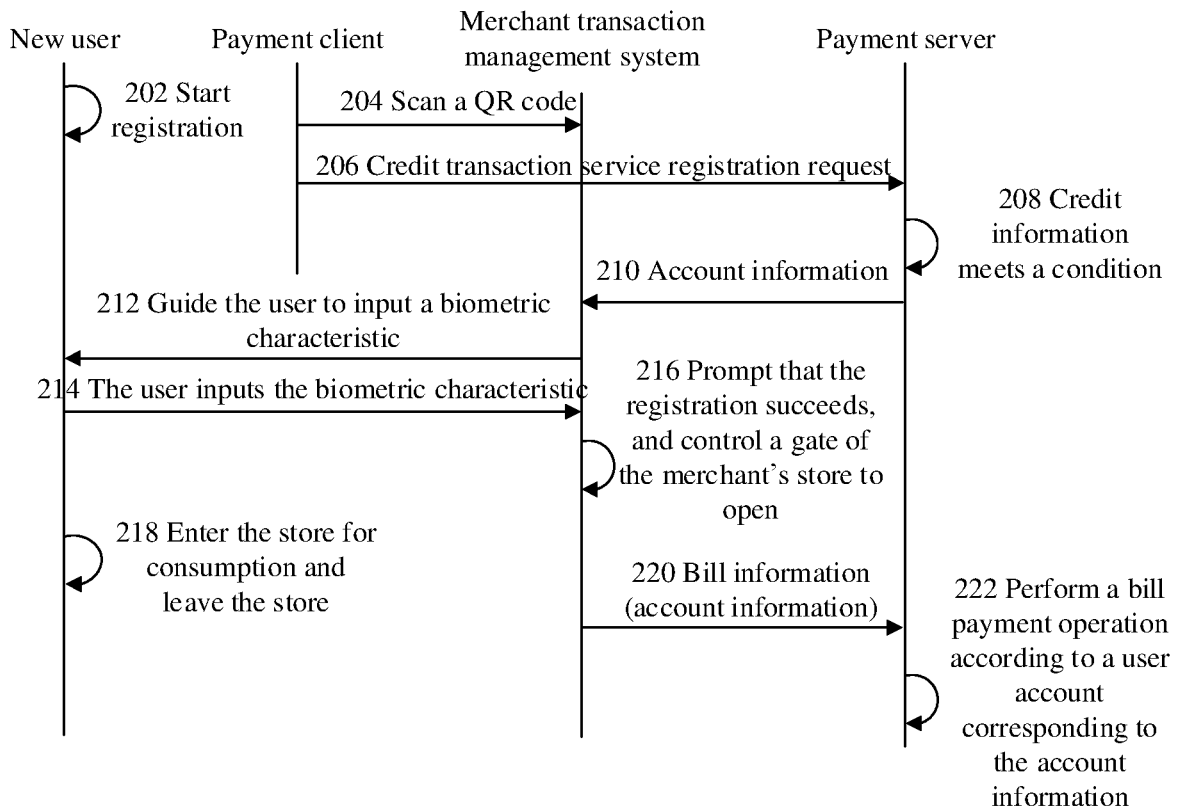 New user
Payment client
Merchant transaction
management system
Payment server
202 Start
registration
204 Scan a QR code
206 Credit transaction service registration request
208 Credit
information
meets a condition
210 Account information
212 Guide the user to input a biometric
characteristic
214 The user inputs the biometric characteristic
216 Prompt that the
registration succeeds,
and control a gate of
the merchant’s store to
open
218 Enter the store for
consumption and
leave the store
220 Bill information
(account information)
222 Perform a bill
payment operation
according to a user
account
corresponding to
the account
information